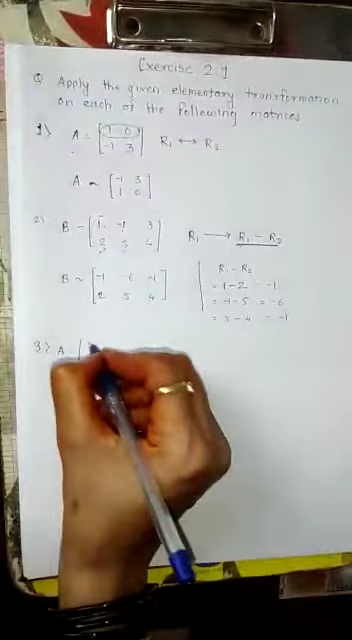 Exercise 2.1
Q Apply the given elementary transformation
on each of the following matrices
1) A = [1 0 R₁ ↔ R₂
-1 3]
A ~ [-1 3
1 0]
2) B = [1 -1 3 R₁ → R₁ - R₂
2 5 4]
R₁ - R₂
B ~ [-1 -6 -1 = 1-2 = -1
2 5 4] = -1-5 = -6
= 3-4 = -1
3) A [